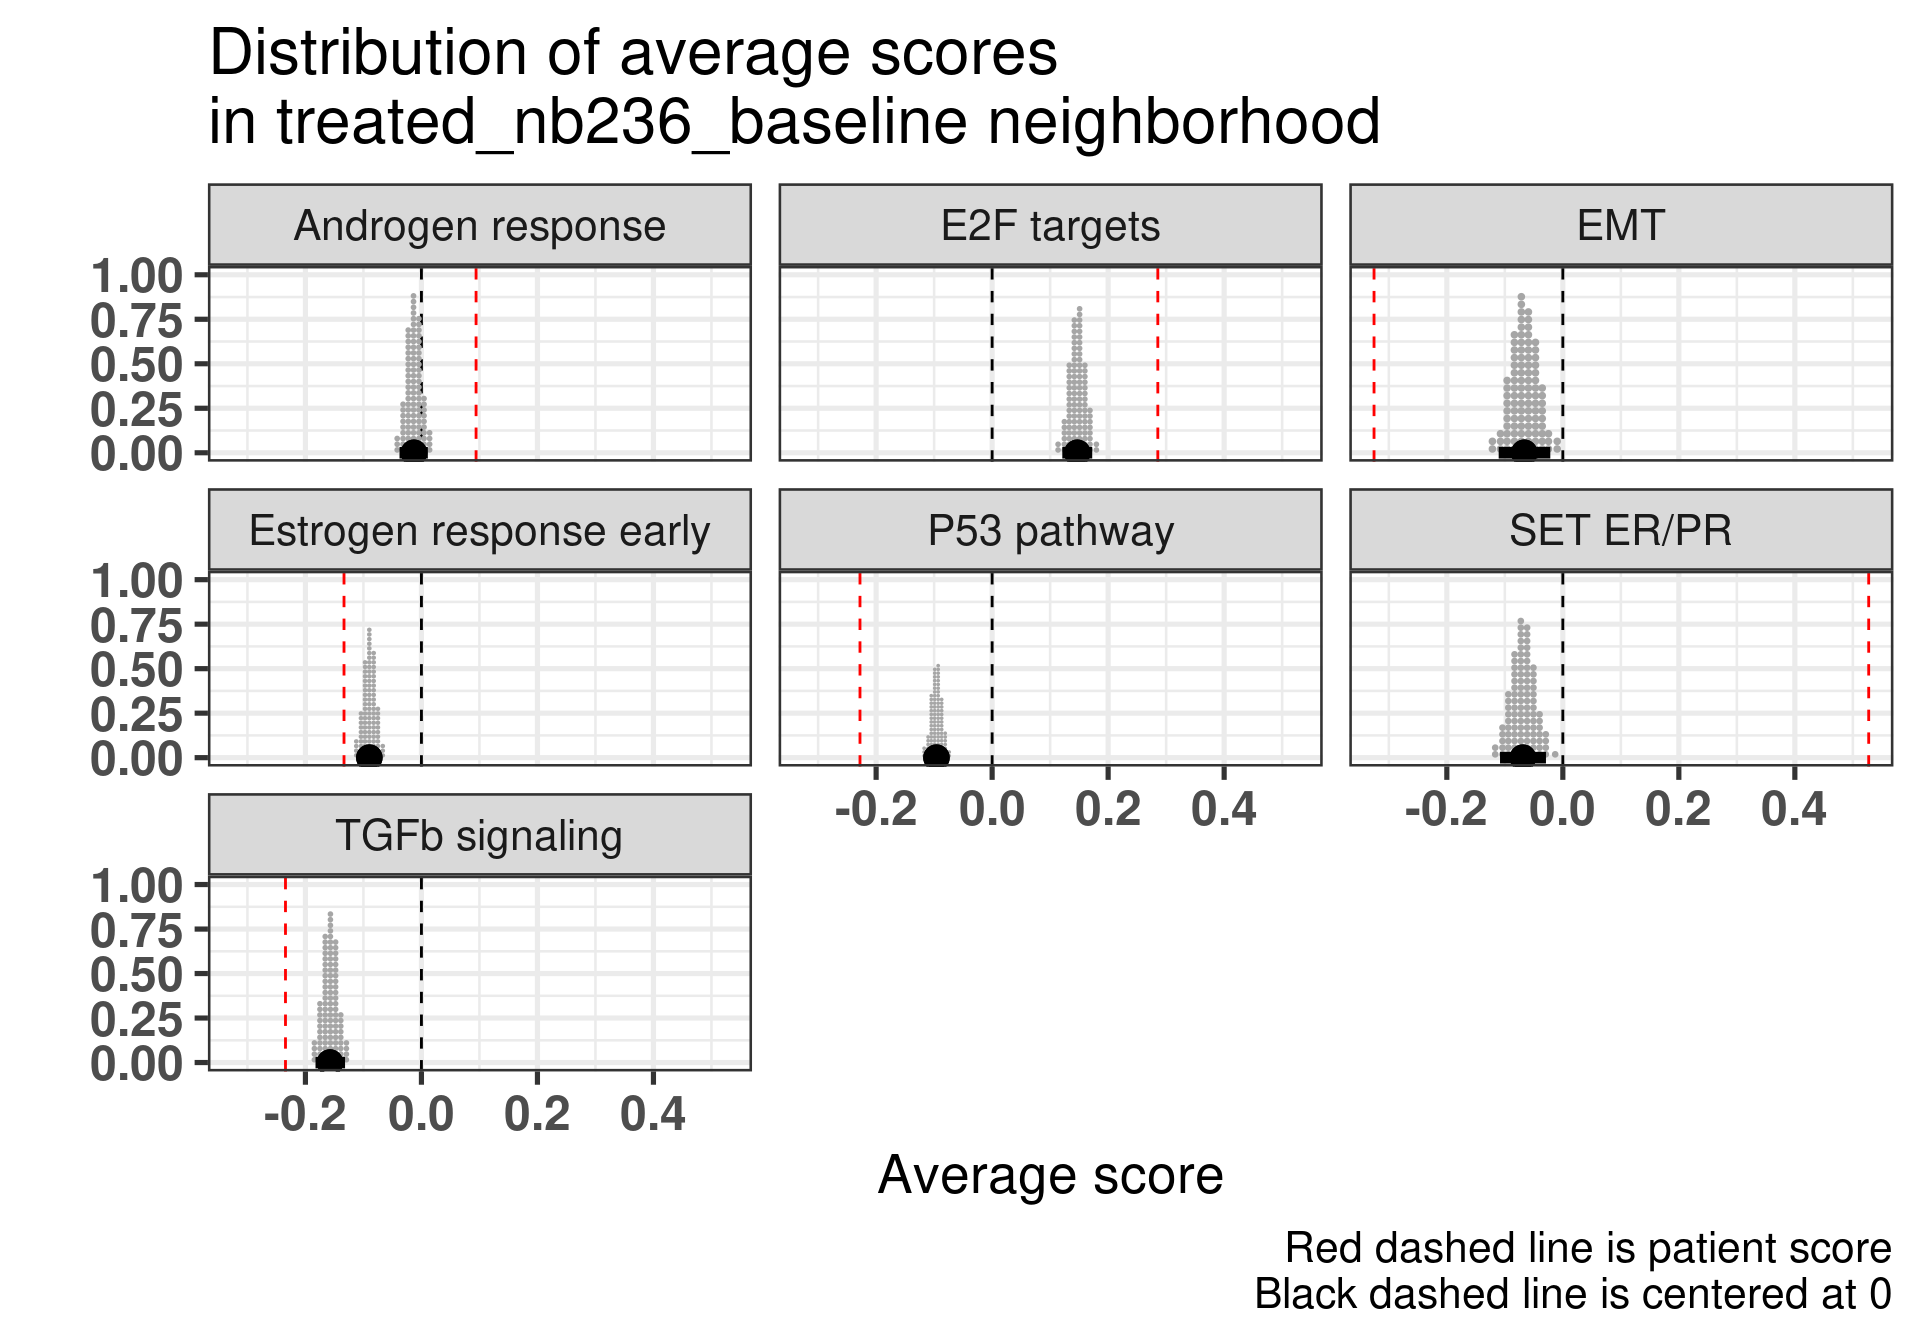 Distribution of average scores
in treated_nb236_baseline neighborhood
Androgen response
E2F targets
EMT
1.00
0.75
0.50
0.25
0.00
Estrogen response early
P53 pathway
SET ER/PR
1.00
0.75
0.50
0.25
0.00
-0.2 0.0 0.2 0.4
-0.2 0.0 0.2 0.4
TGFb signaling
1.00
0.75
0.50
0.25
0.00
-0.2 0.0 0.2 0.4
Average score
Red dashed line is patient score
Black dashed line is centered at 0